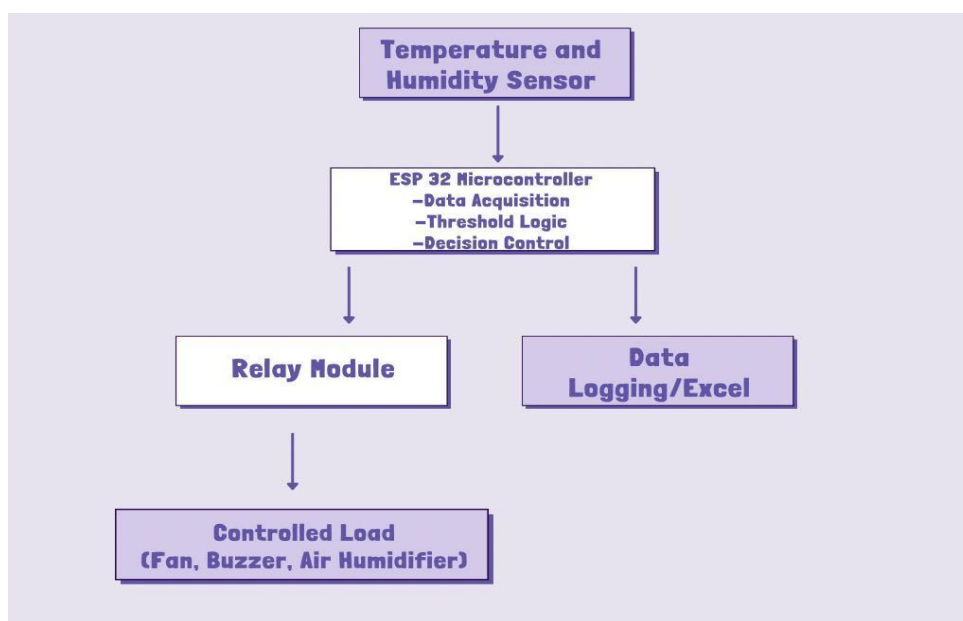 Temperature and
Humidity Sensor
ESP 32 Microcontroller
-Data Acquisition
-Threshold Logic
-Decision Control
Relay Module
Data
Logging/Excel
Controlled Load
(Fan, Buzzer, Air Humidifier)